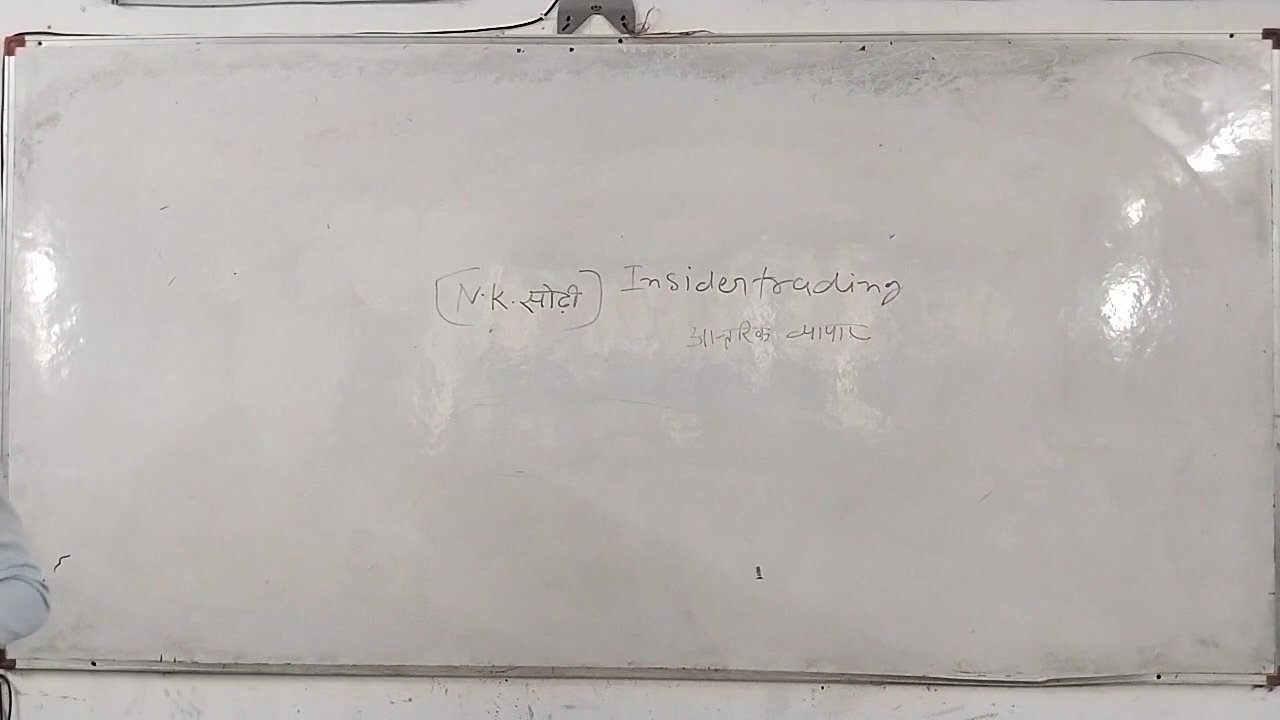 (N.K. सोढ़ी) Insidertrading
आन्तरिक व्यापार